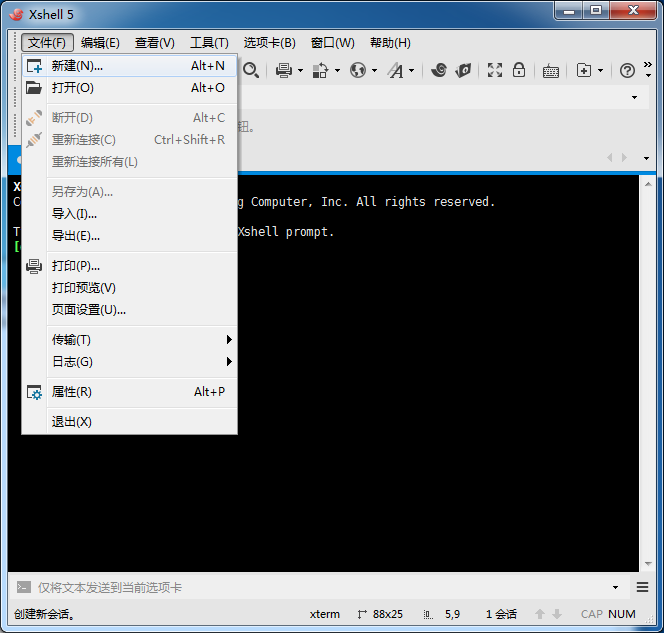 Xshell 5
文件(F) 编辑(E) 查看(V) 工具(T) 选项卡(B) 窗口(W) 帮助(H)
新建(N)... Alt+N
打开(O) Alt+O
断开(D) Alt+C
重新连接(C) Ctrl+Shift+R
重新连接所有(L)
另存为(A)...
导入(I)...
导出(E)...
打印(P)...
打印预览(V)
页面设置(U)...
传输(T)
日志(G)
属性(R) Alt+P
退出(X)
钮。
X
C g Computer, Inc. All rights reserved.
T Xshell prompt.
[
仅将文本发送到当前选项卡
创建新会话。 xterm 88x25 5,9 1 会话 CAP NUM